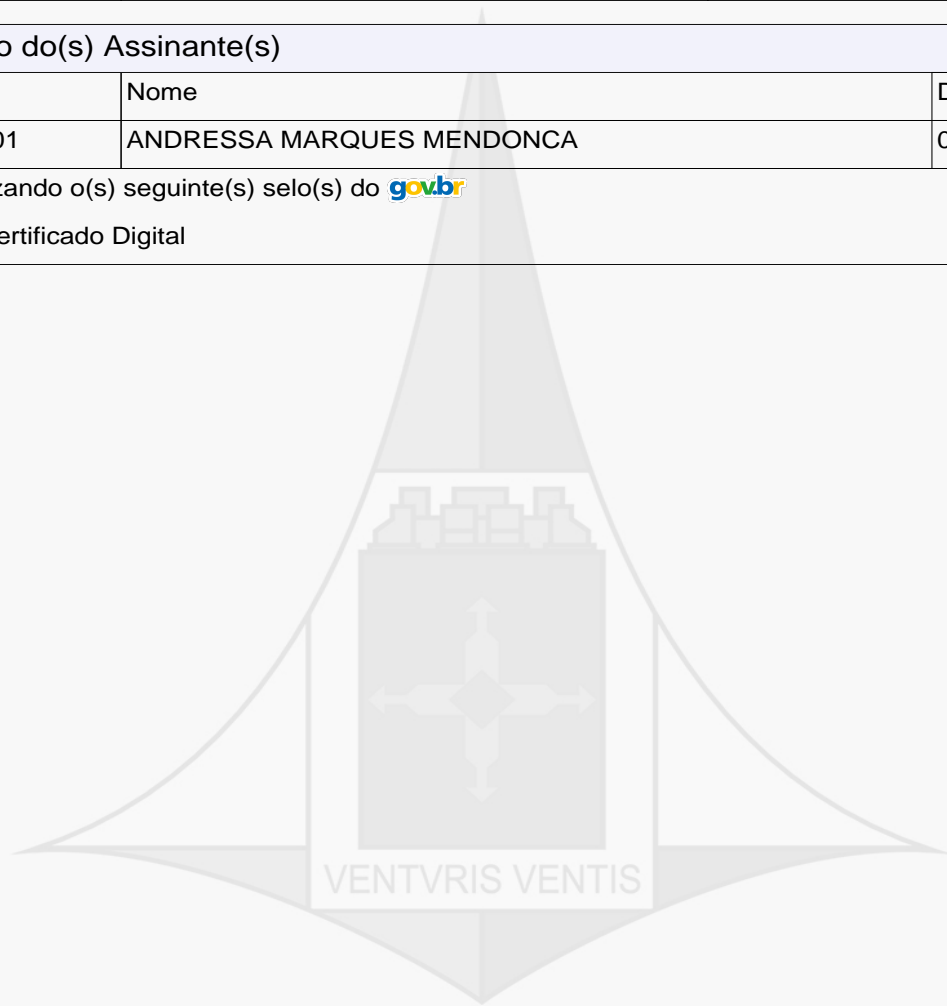 o do(s) Assinante(s)
Nome
01 ANDRESSA MARQUES MENDONCA
zando o(s) seguinte(s) selo(s) do gov.br
ertificado Digital
VENTVRIS VENTIS